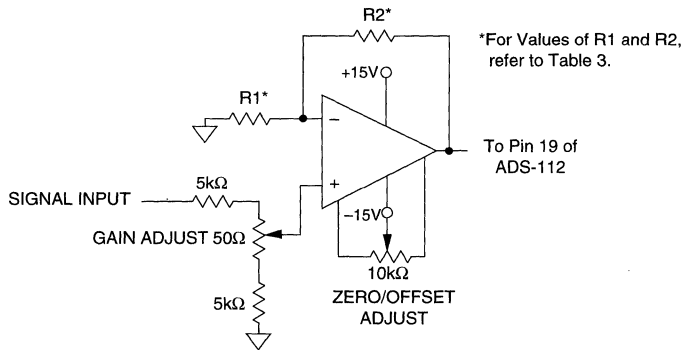 R2*
*For Values of R1 and R2,
refer to Table 3.
+15V
R1*
−
To Pin 19 of
ADS-112
+
5kΩ
SIGNAL INPUT
−15V
GAIN ADJUST 50Ω
10kΩ
5kΩ
ZERO/OFFSET
ADJUST